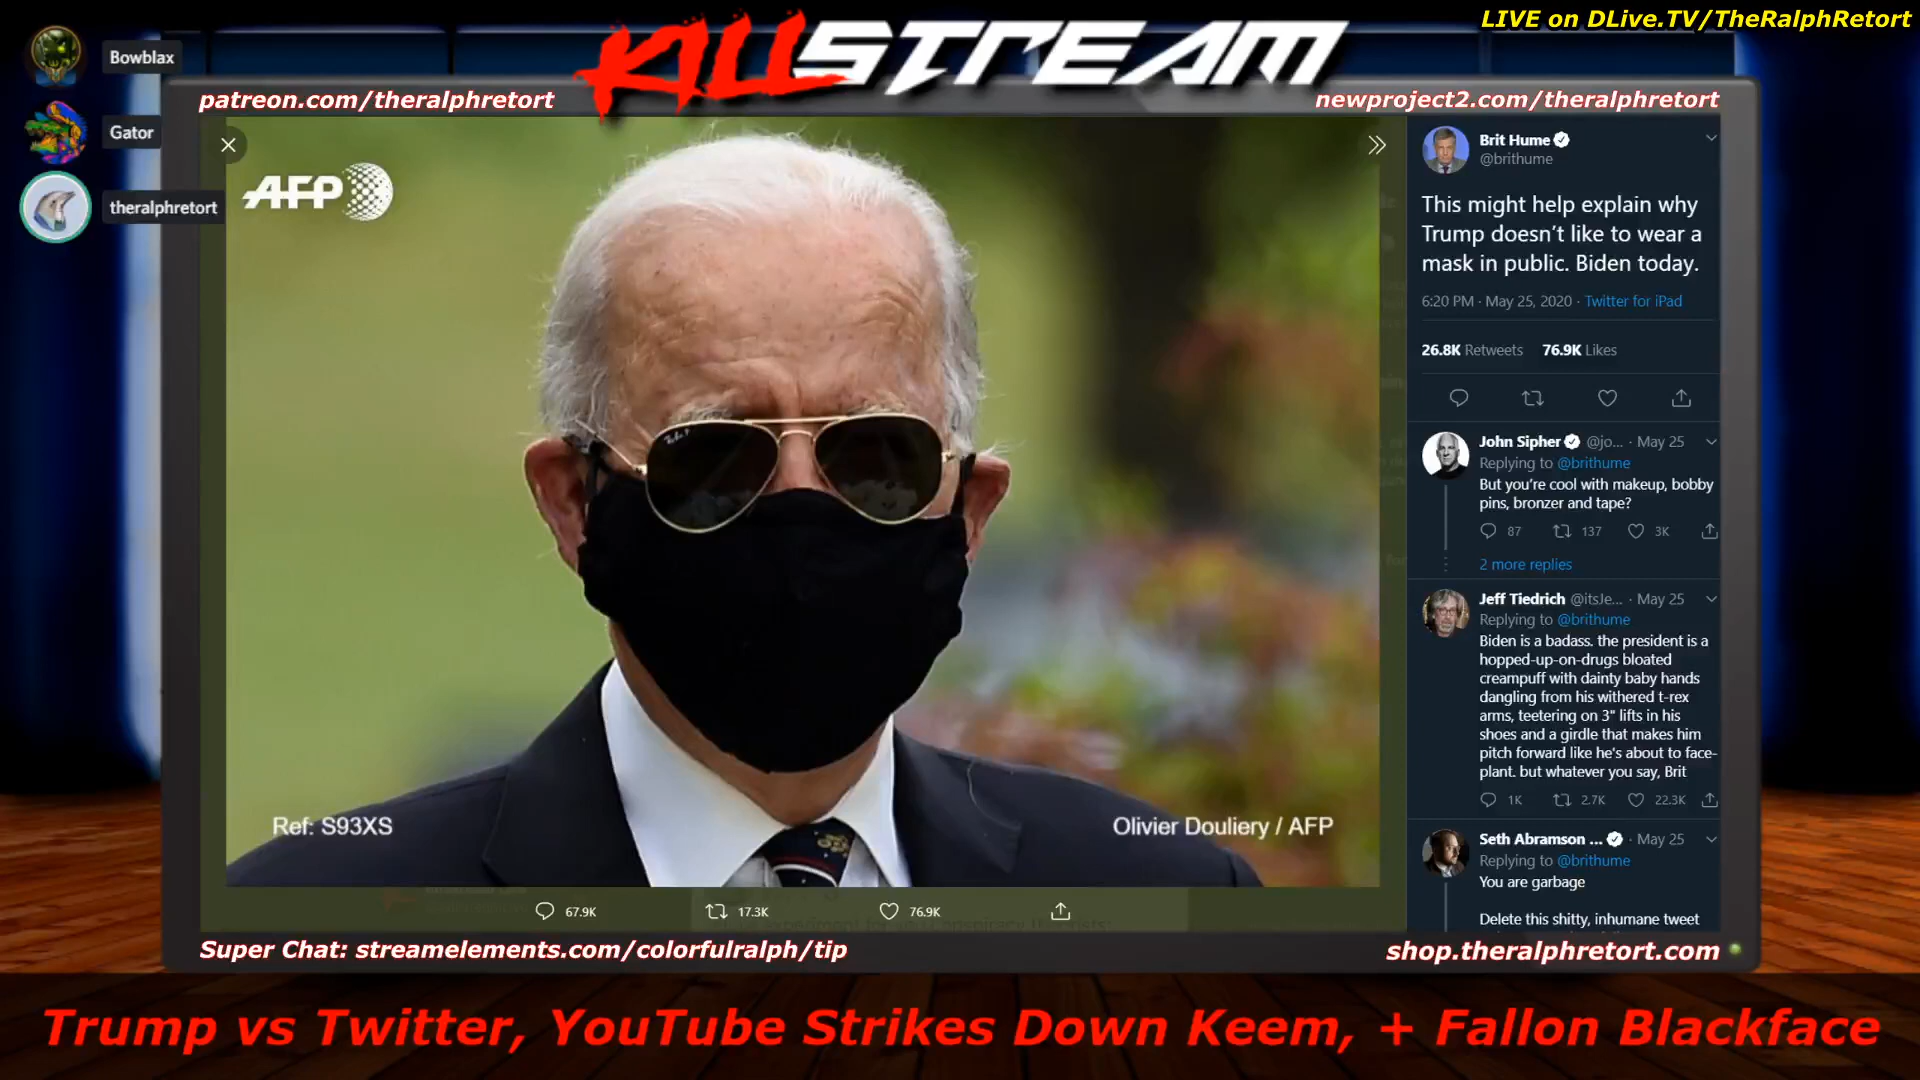 LIVE on DLive.TV/TheRalphRetort
KILLSTREAM
Bowblax
patreon.com/theralphretort
newproject2.com/theralphretort
Gator
theralphretort
AFP
Ray-Ban
Ref: S93XS
Olivier Douliery / AFP
67.9K
17.3K
76.9K
Brit Hume
@brithume
This might help explain why
Trump doesn’t like to wear a
mask in public. Biden today.
6:20 PM · May 25, 2020 · Twitter for iPad
26.8K Retweets 76.9K Likes
John Sipher @jo... · May 25
Replying to @brithume
But you’re cool with makeup, bobby
pins, bronzer and tape?
87 137 3K
2 more replies
Jeff Tiedrich @itsJe... · May 25
Replying to @brithume
Biden is a badass. the president is a
hopped-up-on-drugs bloated
creampuff with dainty baby hands
dangling from his withered t-rex
arms, teetering on 3" lifts in his
shoes and a girdle that makes him
pitch forward like he's about to face-
plant. but whatever you say, Brit
1K 2.7K 22.3K
Seth Abramson ... · May 25
Replying to @brithume
You are garbage
Delete this shitty, inhumane tweet
Super Chat: streamelements.com/colorfulralph/tip
shop.theralphretort.com
Trump vs Twitter, YouTube Strikes Down Keem, + Fallon Blackface